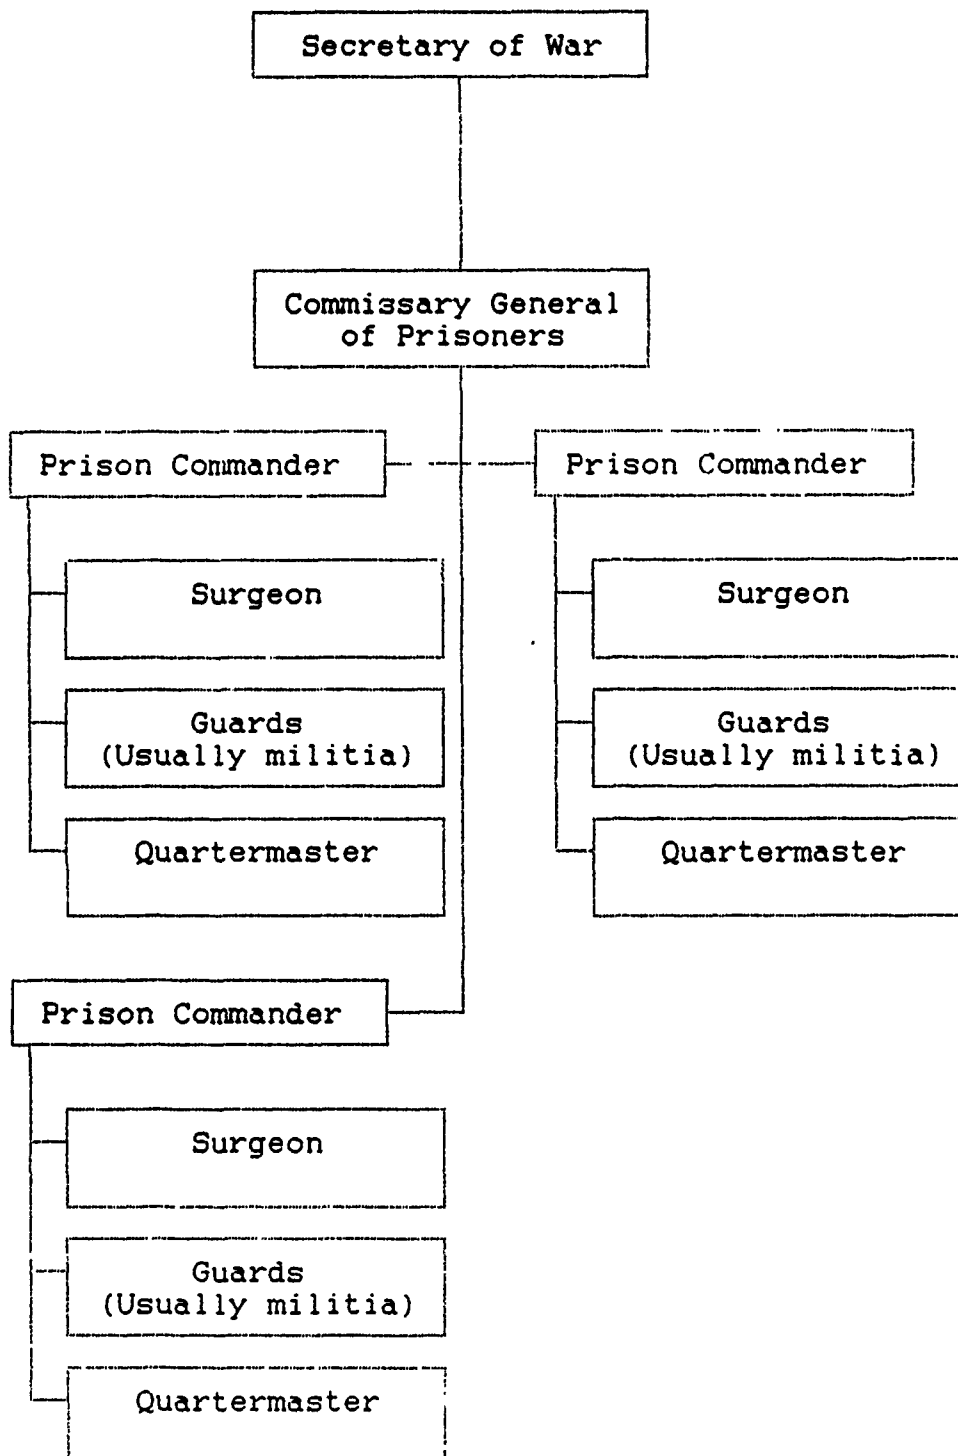 Secretary of War
Commissary General
of Prisoners
Prison Commander
Surgeon
Guards
(Usually militia)
Quartermaster
Prison Commander
Surgeon
Guards
(Usually militia)
Quartermaster
Prison Commander
Surgeon
Guards
(Usually militia)
Quartermaster